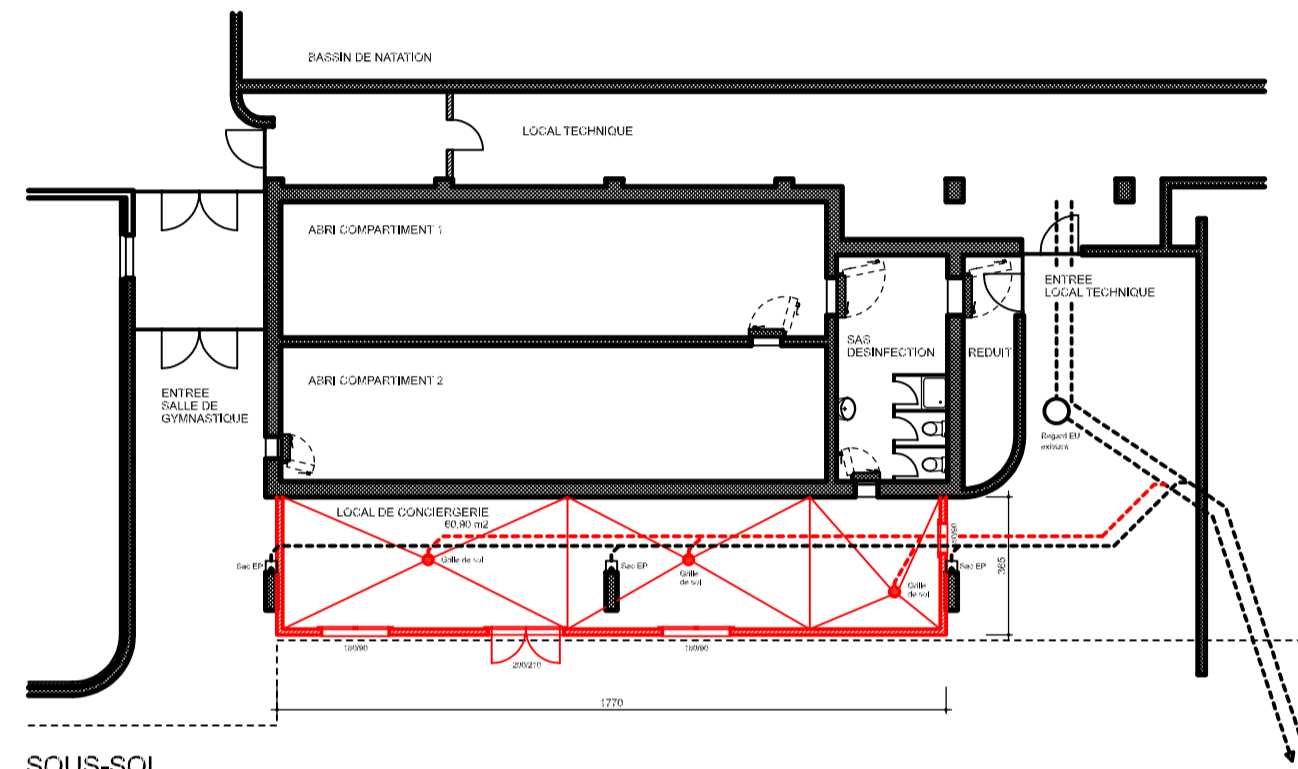 BASSIN DE NATATION
LOCAL TECHNIQUE
ABRI COMPARTIMENT 1
ENTREE
LOCAL TECHNIQUE
SAS
DESINFECTION
REDUIT
ABRI COMPARTIMENT 2
ENTREE
SALLE DE
GYMNASTIQUE
Regard EU
existant
LOCAL DE CONCIERGERIE
60,90 m2
Sac EP
Grille de sol
Sac EP
Grille
de sol
Grille
de sol
Sac EP
365
180/90
200/210
180/90
1770
SOUS-SOL